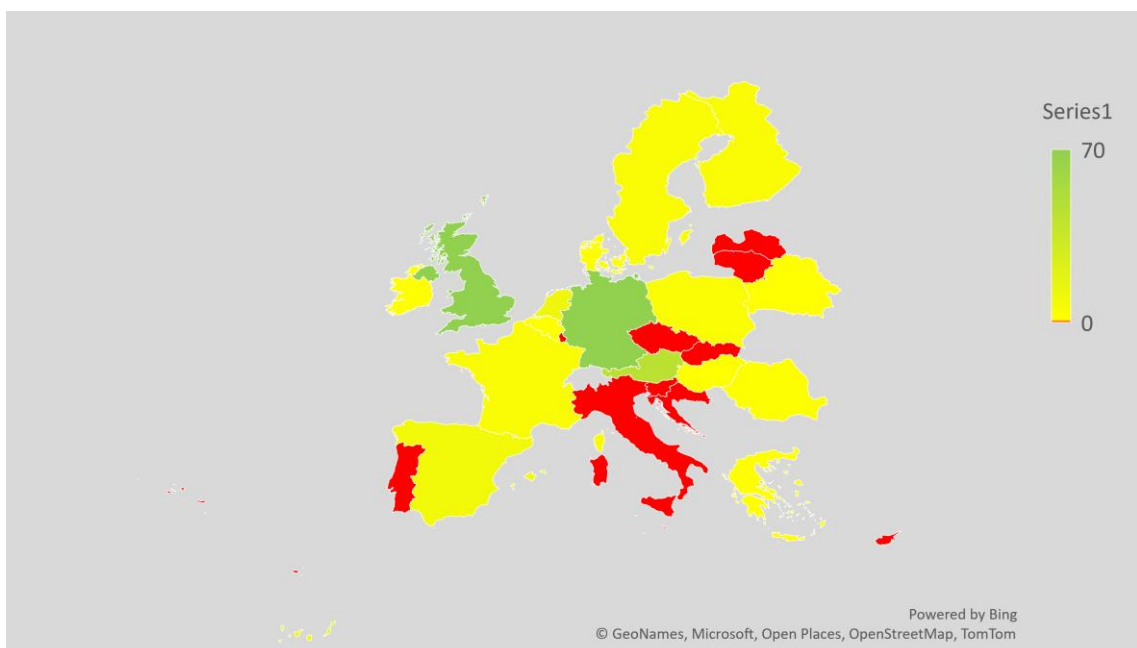 Series1
70
0
Powered by Bing
© GeoNames, Microsoft, Open Places, OpenStreetMap, TomTom